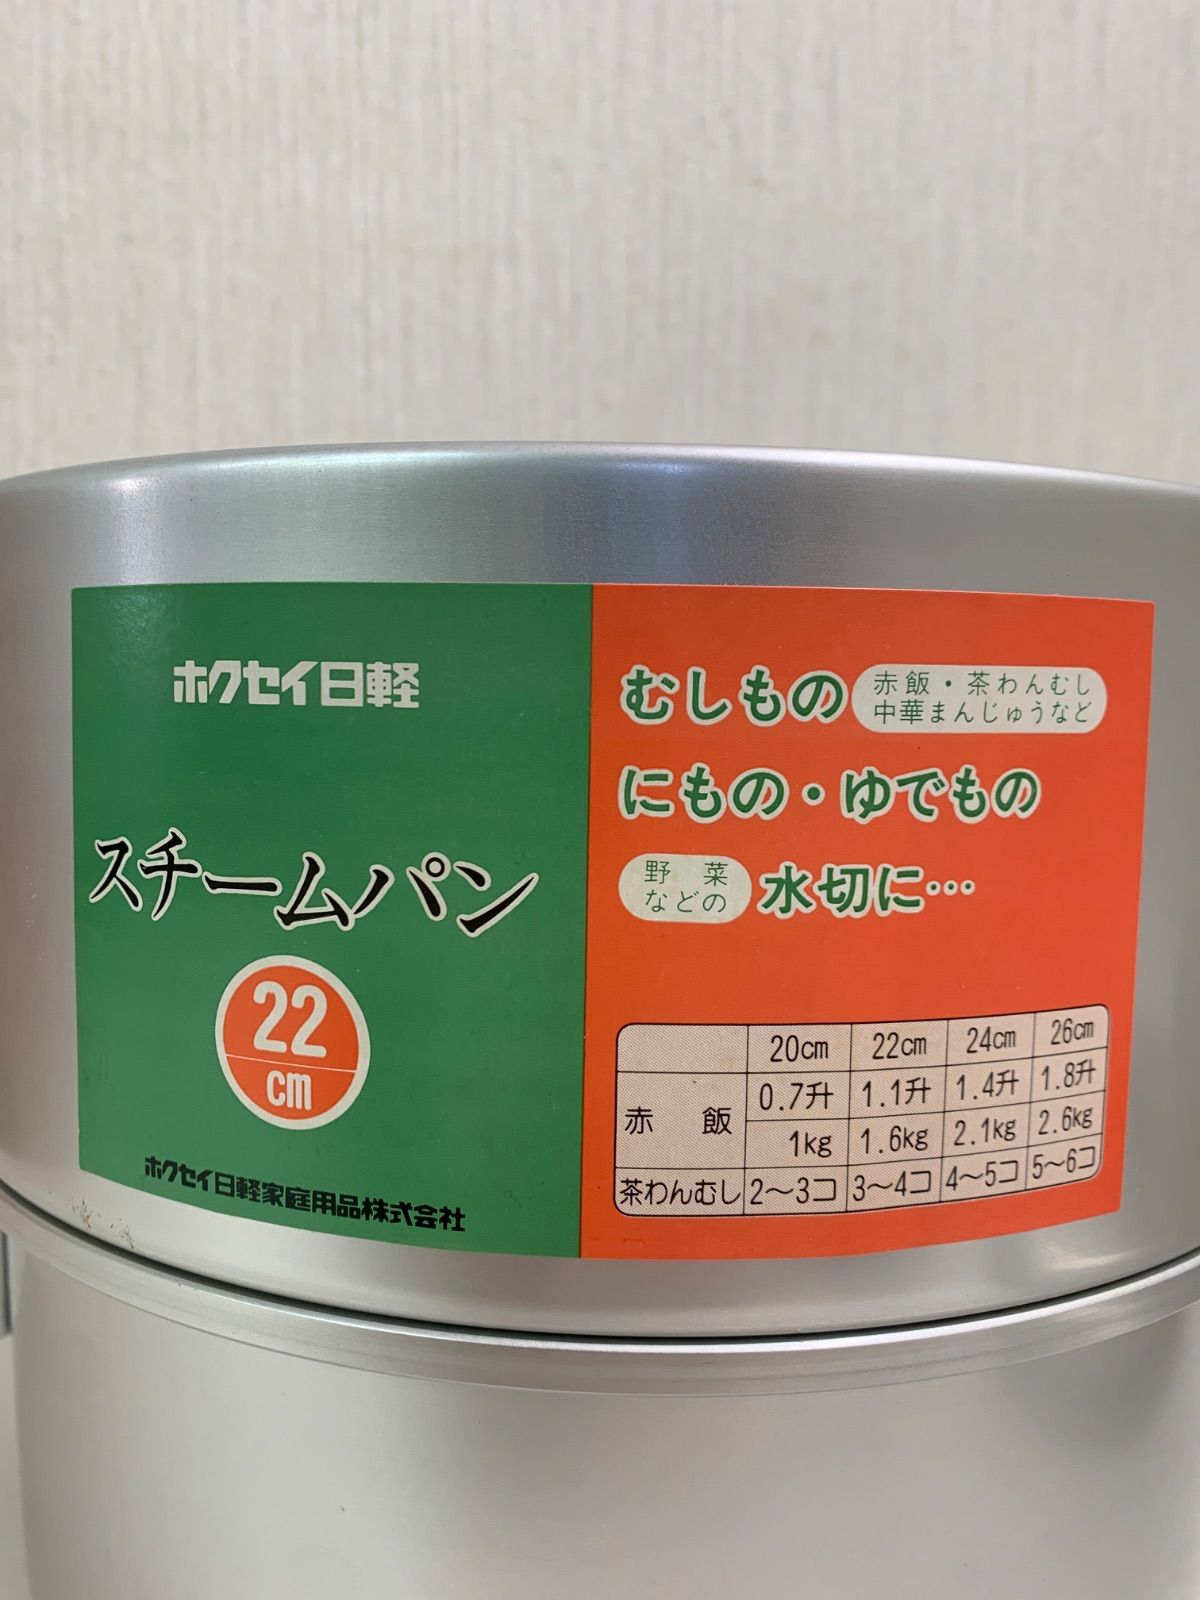 ホクセイ日軽
スチームパン
22
cm
ホクセイ日軽家庭用品株式会社
むしもの 赤飯・茶わんむし
中華まんじゅうなど
にもの・ゆでもの
野菜
などの 水切に…
20cm 22cm 24cm 26cm
赤飯 0.7升 1.1升 1.4升 1.8升
1kg 1.6kg 2.1kg 2.6kg
茶わんむし 2〜3コ 3〜4コ 4〜5コ 5〜6コ